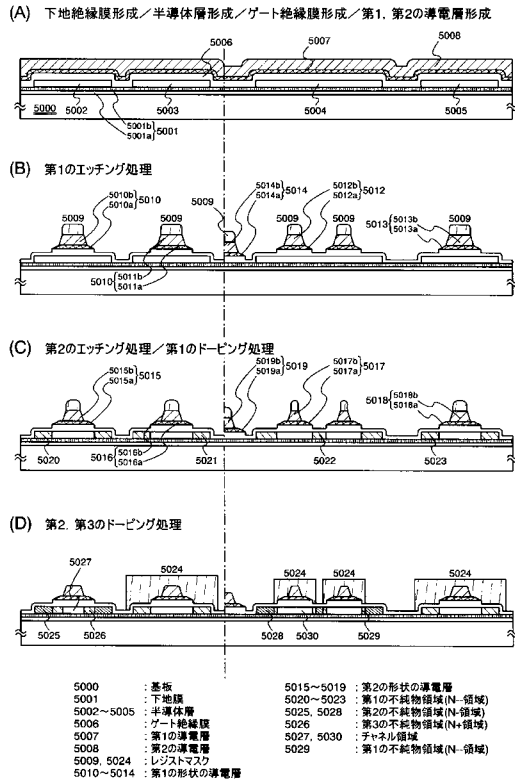 (A) 下地絶縁膜形成／半導体層形成／ゲート絶縁膜形成／第1，第2の導電層形成
5006 5007 5008
5000 5002 5003 5004 5005
5001b
5001a
5001
(B) 第1のエッチング処理
5009 5010b
5010a
5010
5009
5009
5014b
5014a
5014
5009 5012b
5012a
5012
5009
5013
5013b
5013a
5009
5010
5011b
5011a
(C) 第2のエッチング処理／第1のドーピング処理
5015b
5015a
5015
5019b
5019a
5019
5017b
5017a
5017
5018
5018b
5018a
5020 5016
5016b
5016a
5021 5022 5023
(D) 第2．第3のドーピング処理
5027 5024 5024 5024 5024
5025 5026 5028 5030 5029
5000 : 基板
5001 : 下地膜
5002～5005 : 半導体層
5006 : ゲート絶縁膜
5007 : 第1の導電層
5008 : 第2の導電層
5009, 5024 : レジストマスク
5010～5014 : 第1の形状の導電層
5015～5019 : 第2の形状の導電層
5020～5023 : 第1の不純物領域(N--領域)
5025, 5028 : 第2の不純物領域(N-領域)
5026 : 第3の不純物領域(N+領域)
5027, 5030 : チャネル領域
5029 : 第1の不純物領域(N--領域)